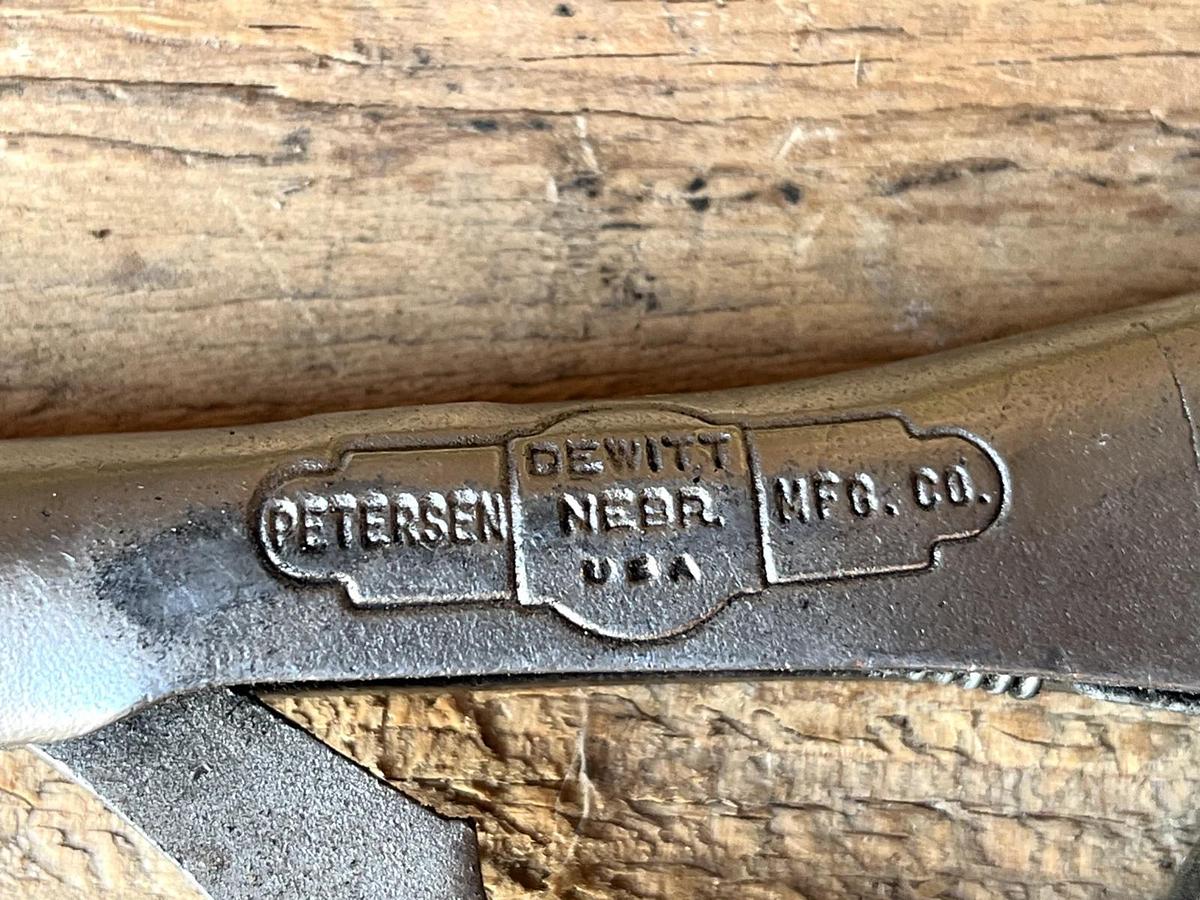 PETERSEN
DEWITT
NEBR.
USA
MFG. CO.